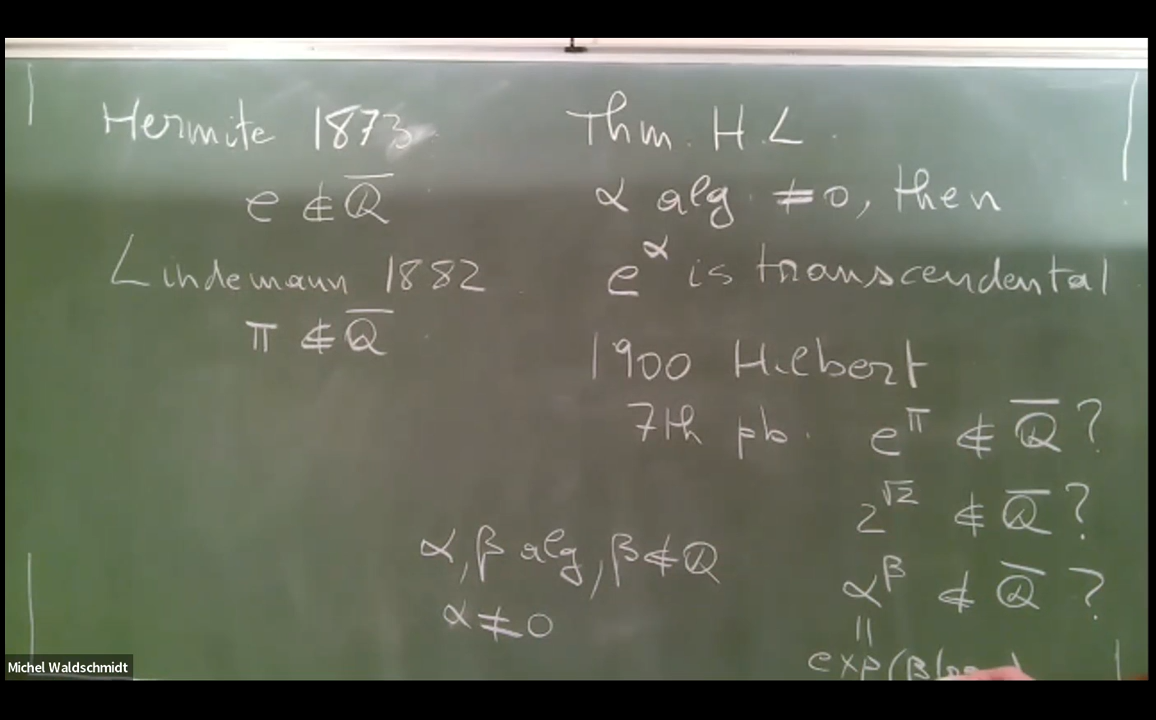 Hermite 1873
e ∉ Q̅
Lindemann 1882
π ∉ Q̅
Thm. H.L.
α alg. ≠0, then
e^α is transcendental
1900 Hilbert
7th pb. e^π ∉ Q̅ ?
2^√2 ∉ Q̅ ?
α, β alg, β ∉ Q
α ≠ 0
α^β ∉ Q̅ ?
=
exp(β
Michel Waldschmidt